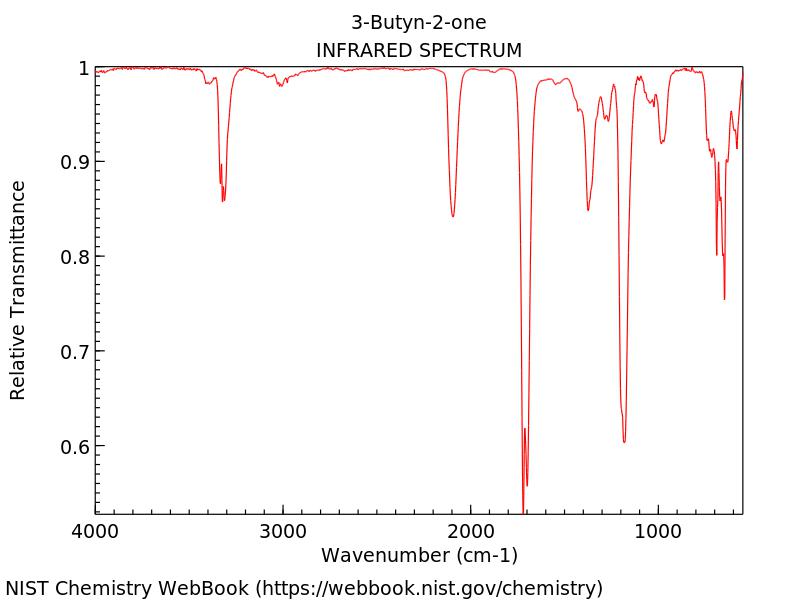 3-Butyn-2-one
INFRARED SPECTRUM
1
0.9
0.8
0.7
0.6
Relative Transmittance
4000 3000 2000 1000
Wavenumber (cm-1)
NIST Chemistry WebBook (https://webbook.nist.gov/chemistry)